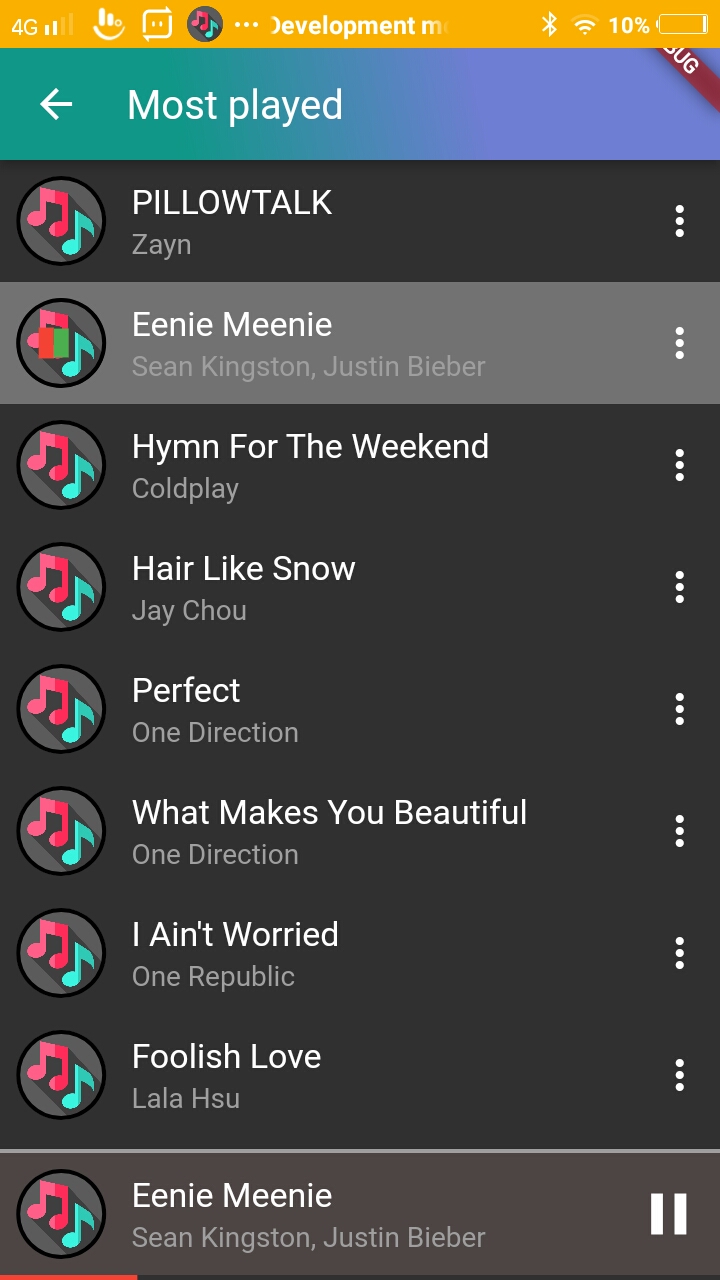 4G ... Development m 10%
Most played
BUG
PILLOWTALK
Zayn
Eenie Meenie
Sean Kingston, Justin Bieber
Hymn For The Weekend
Coldplay
Hair Like Snow
Jay Chou
Perfect
One Direction
What Makes You Beautiful
One Direction
I Ain't Worried
One Republic
Foolish Love
Lala Hsu
Eenie Meenie
Sean Kingston, Justin Bieber